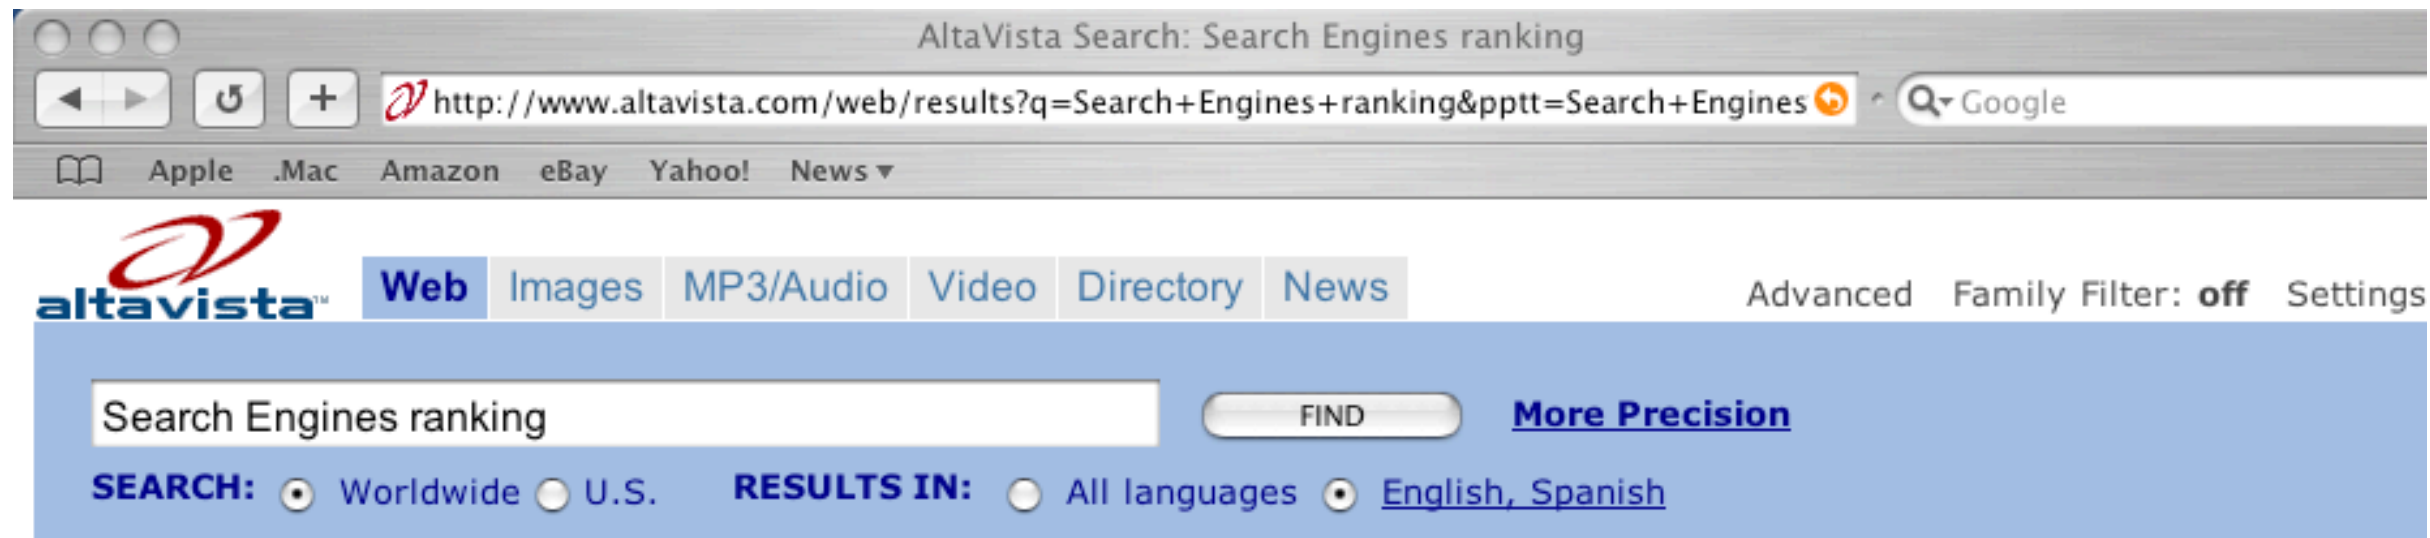 AltaVista Search: Search Engines ranking
http://www.altavista.com/web/results?q=Search+Engines+ranking&pptt=Search+Engines Google
Apple .Mac Amazon eBay Yahoo! News
altavista™ Web Images MP3/Audio Video Directory News Advanced Family Filter: off Settings
Search Engines ranking FIND More Precision
SEARCH: Worldwide U.S. RESULTS IN: All languages English, Spanish